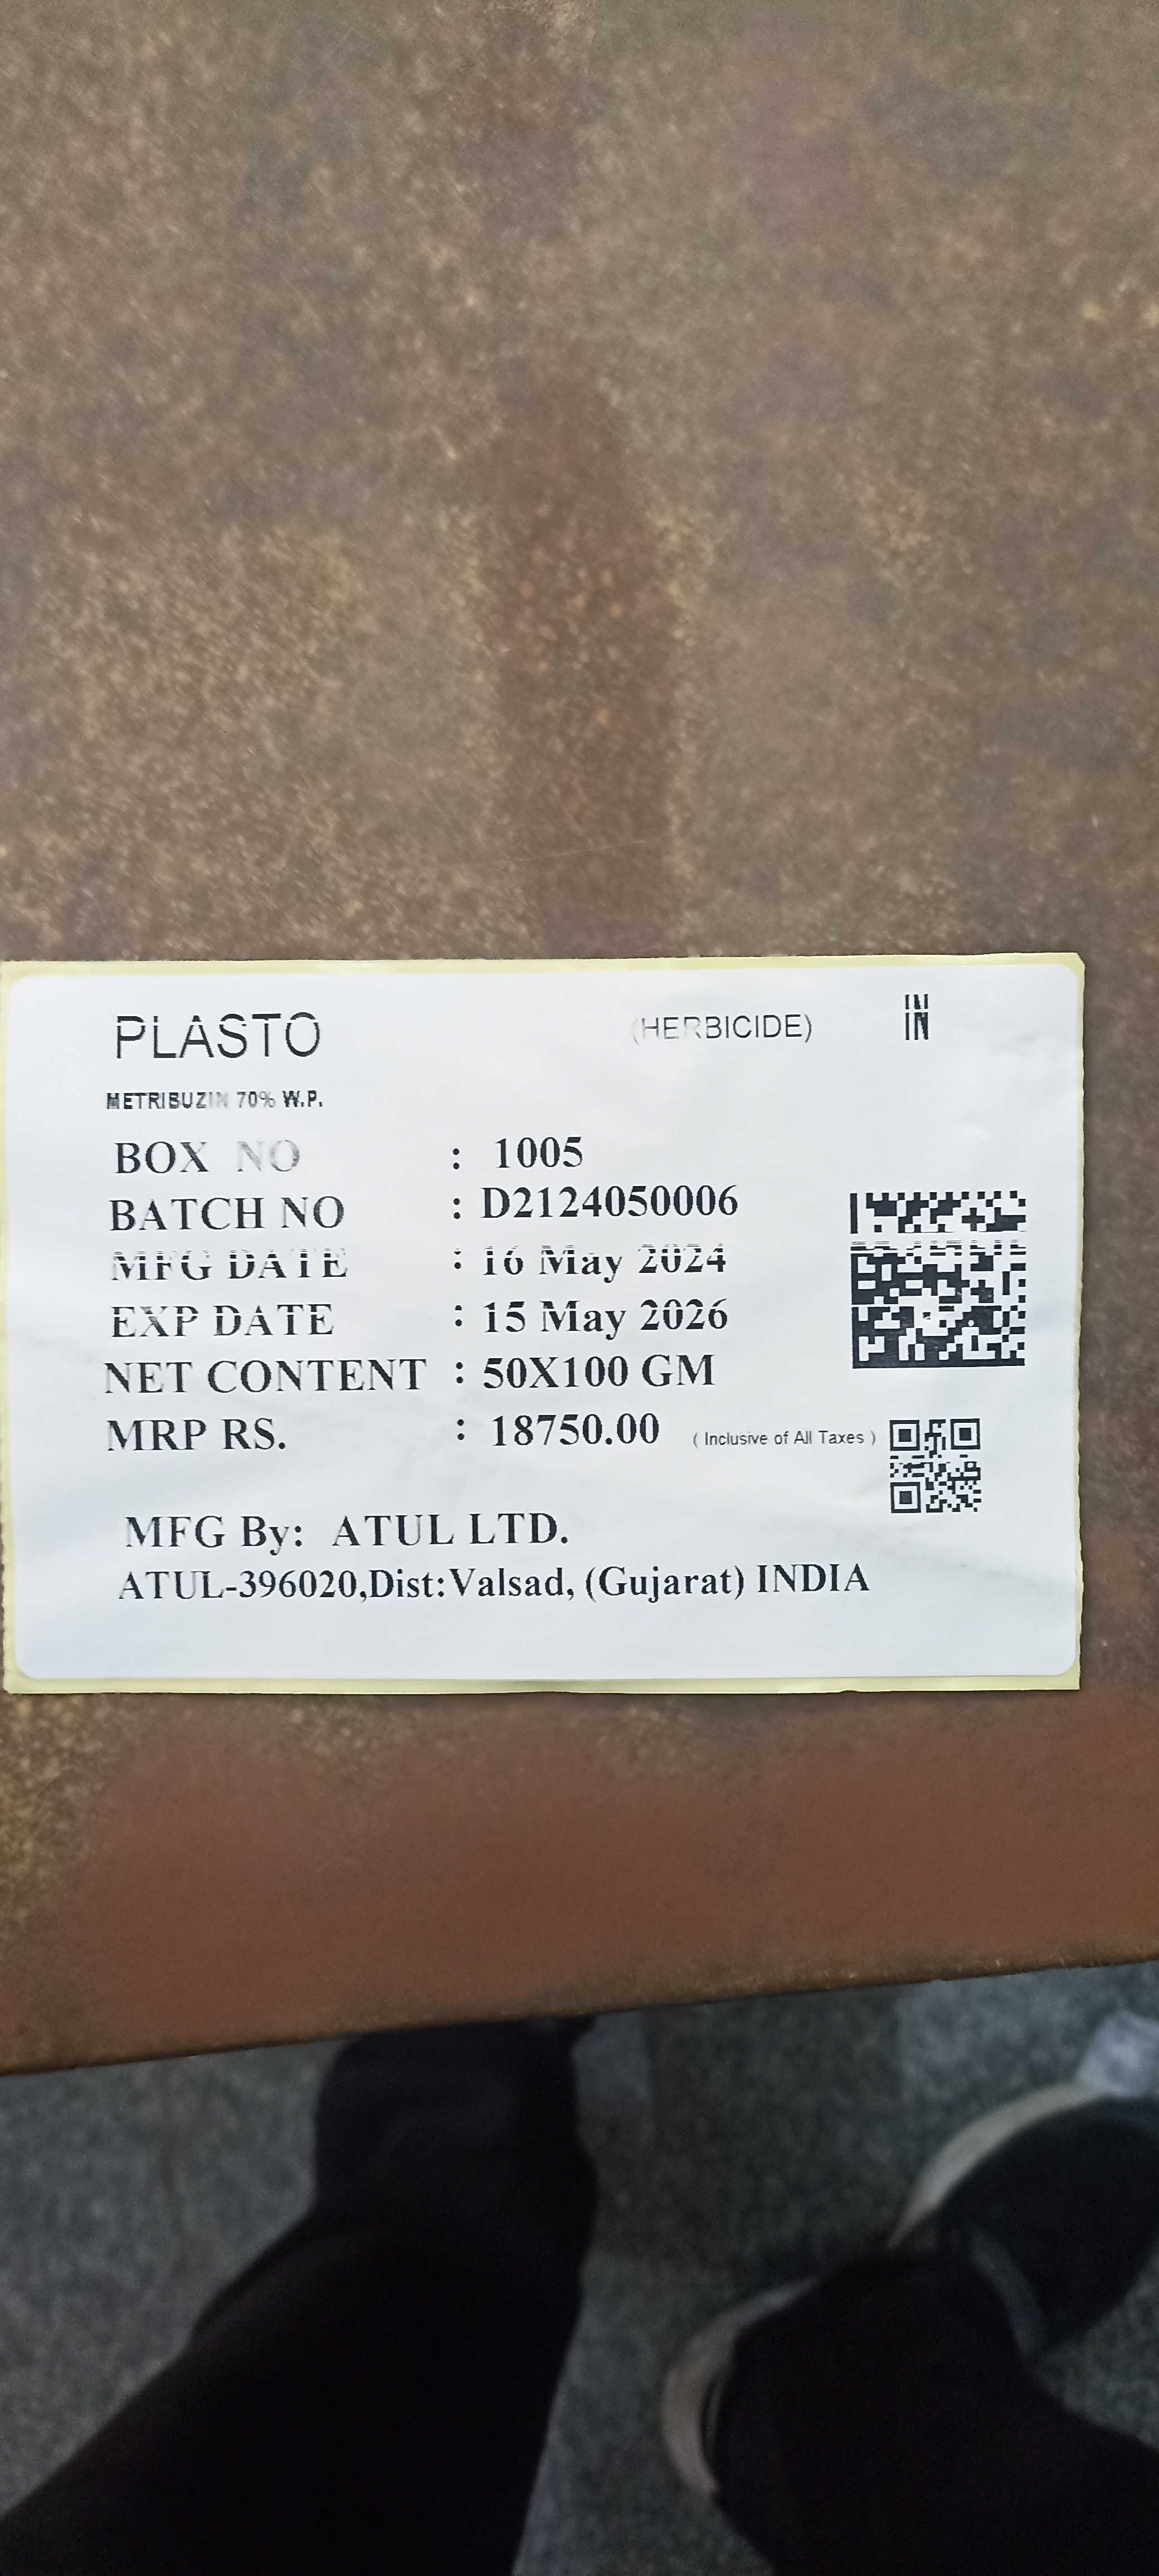 PLASTO (HERBICIDE) IN
METRIBUZIN 70% W.P.
BOX NO : 1005
BATCH NO : D2124050006
MFG DATE : 16 May 2024
EXP DATE : 15 May 2026
NET CONTENT : 50X100 GM
MRP RS. : 18750.00 ( Inclusive of All Taxes )
MFG By: ATUL LTD.
ATUL-396020,Dist:Valsad, (Gujarat) INDIA